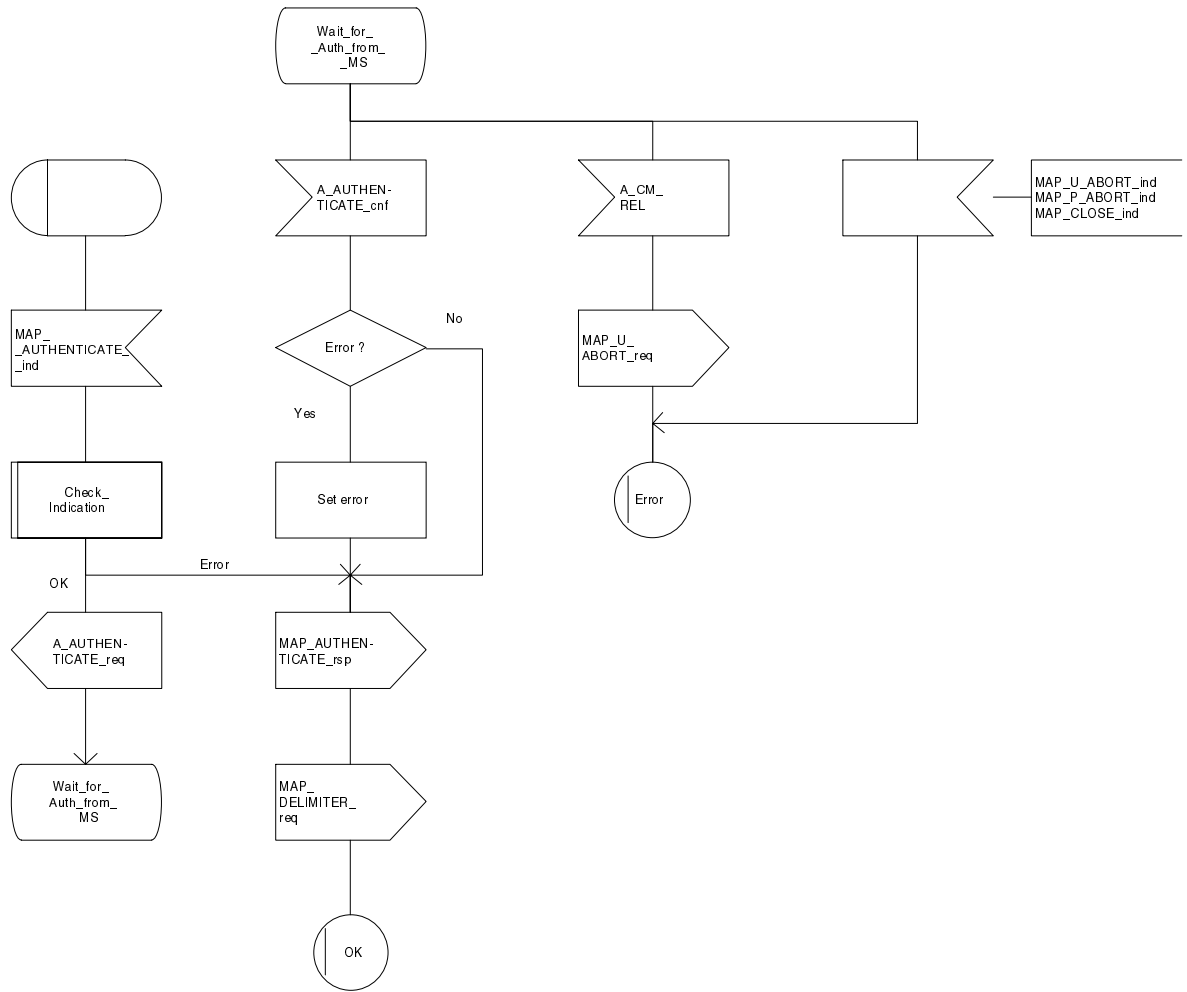 Wait_for_
_Auth_from_
_MS
A_AUTHEN-
TICATE_cnf
A_CM_
REL
MAP_U_ABORT_ind
MAP_P_ABORT_ind
MAP_CLOSE_ind
MAP_
_AUTHENTICATE_
_ind
Error ?
No
Yes
MAP_U_
ABORT_req
Check_
Indication
Set error
Error
OK
Error
A_AUTHEN-
TICATE_req
MAP_AUTHEN-
TICATE_rsp
Wait_for_
Auth_from_
MS
MAP_
DELIMITER_
req
OK